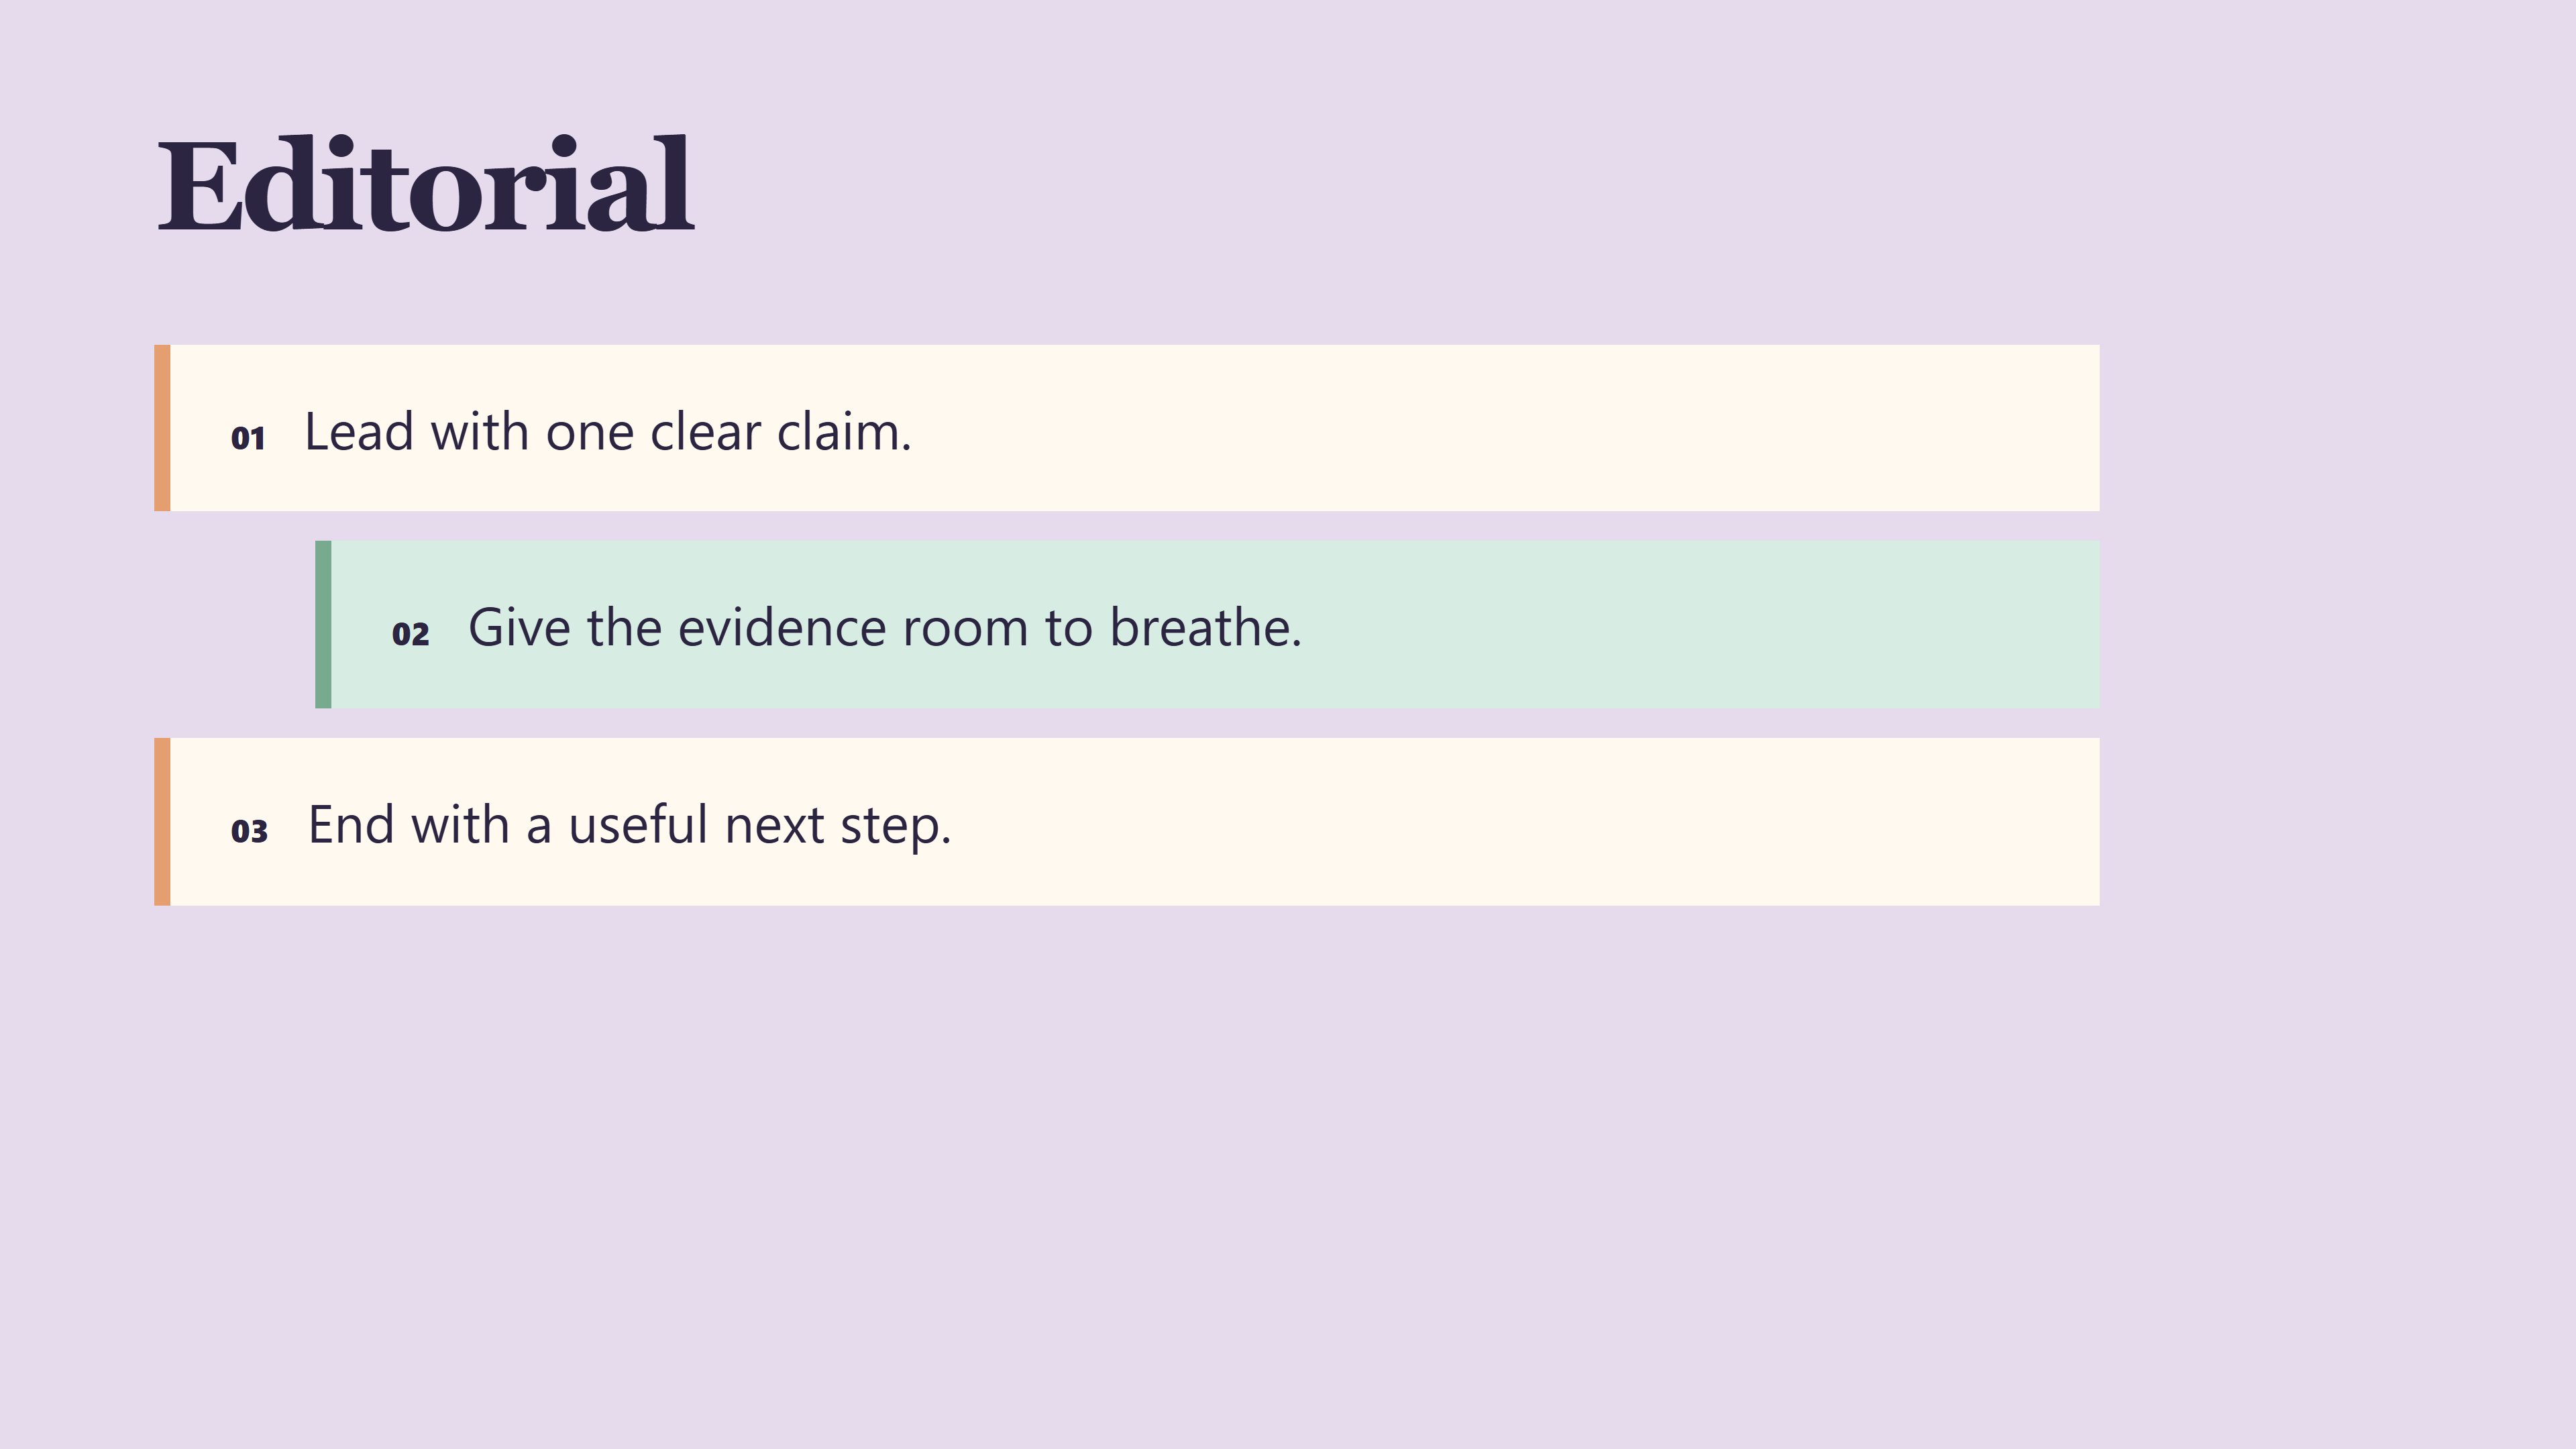 Editorial
01 Lead with one clear claim.
02 Give the evidence room to breathe.
03 End with a useful next step.